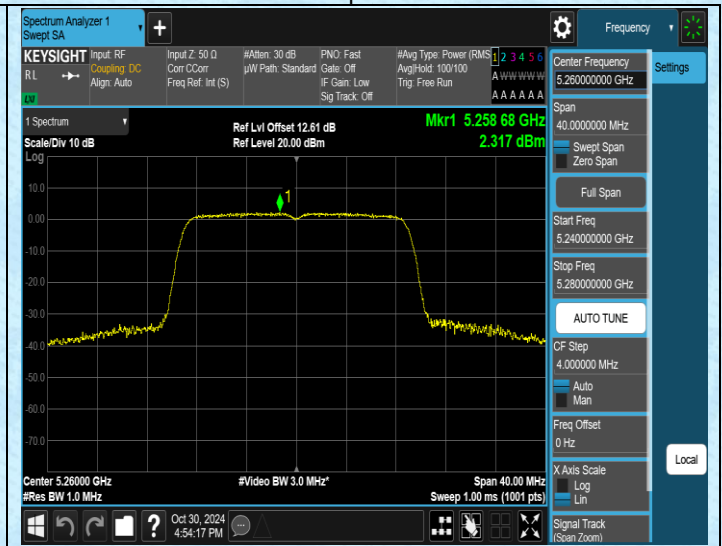 Spectrum Analyzer 1
Swept SA
Frequency
KEYSIGHT
RL
LXI
Input: RF
Coupling: DC
Align: Auto
Input Z: 50 Ω
Corr CCorr
Freq Ref: Int (S)
#Atten: 30 dB
µW Path: Standard
PNO: Fast
Gate: Off
IF Gain: Low
Sig Track: Off
#Avg Type: Power (RMS
Avg|Hold: 100/100
Trig: Free Run
1 2 3 4 5 6
A W W W W W
A A A A A A
1 Spectrum
Scale/Div 10 dB
Log
Ref Lvl Offset 12.61 dB
Ref Level 20.00 dBm
Mkr1 5.258 68 GHz
2.317 dBm
1
10.0
0.00
-10.0
-20.0
-30.0
-40.0
-50.0
-60.0
-70.0
Center 5.26000 GHz
#Res BW 1.0 MHz
#Video BW 3.0 MHz*
Span 40.00 MHz
Sweep 1.00 ms (1001 pts)
Center Frequency
5.260000000 GHz
Settings
Span
40.0000000 MHz
Swept Span
Zero Span
Full Span
Start Freq
5.240000000 GHz
Stop Freq
5.280000000 GHz
AUTO TUNE
CF Step
4.000000 MHz
Auto
Man
Freq Offset
0 Hz
X Axis Scale
Log
Lin
Local
Signal Track
(Span Zoom)
?
Oct 30, 2024
4:54:17 PM